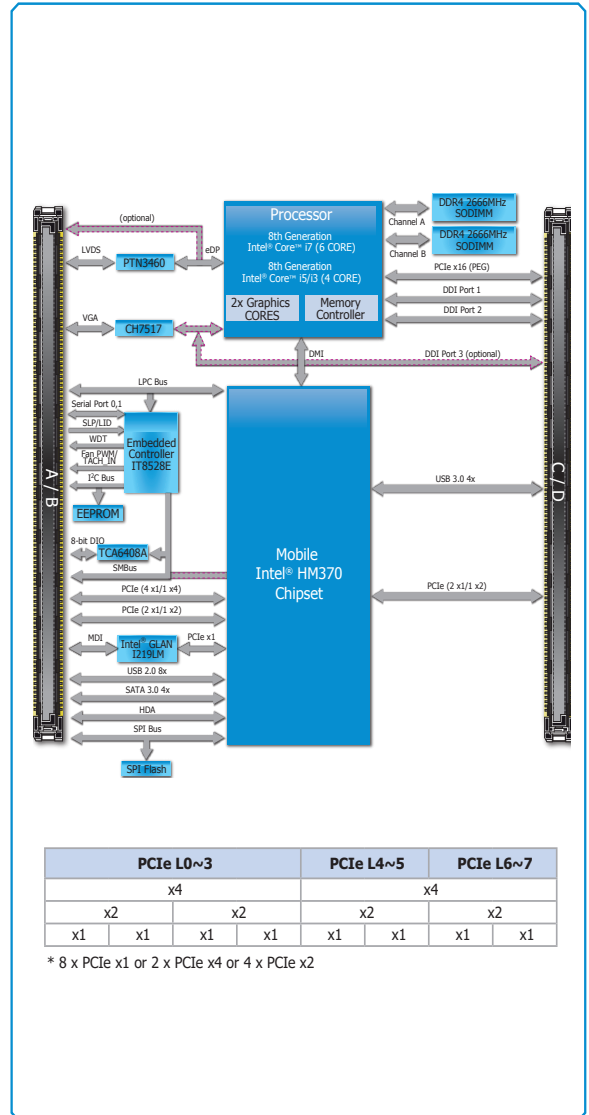 (optional)
LVDS
PTN3460
eDP
VGA
CH7517
Processor
8th Generation
Intel® Core™ i7 (6 CORE)
8th Generation
Intel® Core™ i5/i3 (4 CORE)
2x Graphics
CORES
Memory
Controller
Channel A
DDR4 2666MHz
SODIMM
Channel B
DDR4 2666MHz
SODIMM
PCIe x16 (PEG)
DDI Port 1
DDI Port 2
DMI
DDI Port 3 (optional)
LPC Bus
Serial Port 0,1
SLP/LID
WDT
Fan PWM/
TACH_IN
I²C Bus
Embedded
Controller
IT8528E
EEPROM
A / B
C / D
8-bit DIO
TCA6408A
SMBus
PCIe (4 x1/1 x4)
PCIe (2 x1/1 x2)
MDI
Intel® GLAN
I219LM
PCIe x1
USB 2.0 8x
SATA 3.0 4x
HDA
SPI Bus
SPI Flash
Mobile
Intel® HM370
Chipset
USB 3.0 4x
PCIe (2 x1/1 x2)
PCIe L0~3 PCIe L4~5 PCIe L6~7
x4 x4
x2 x2 x2 x2
x1 x1 x1 x1 x1 x1 x1 x1
* 8 x PCIe x1 or 2 x PCIe x4 or 4 x PCIe x2